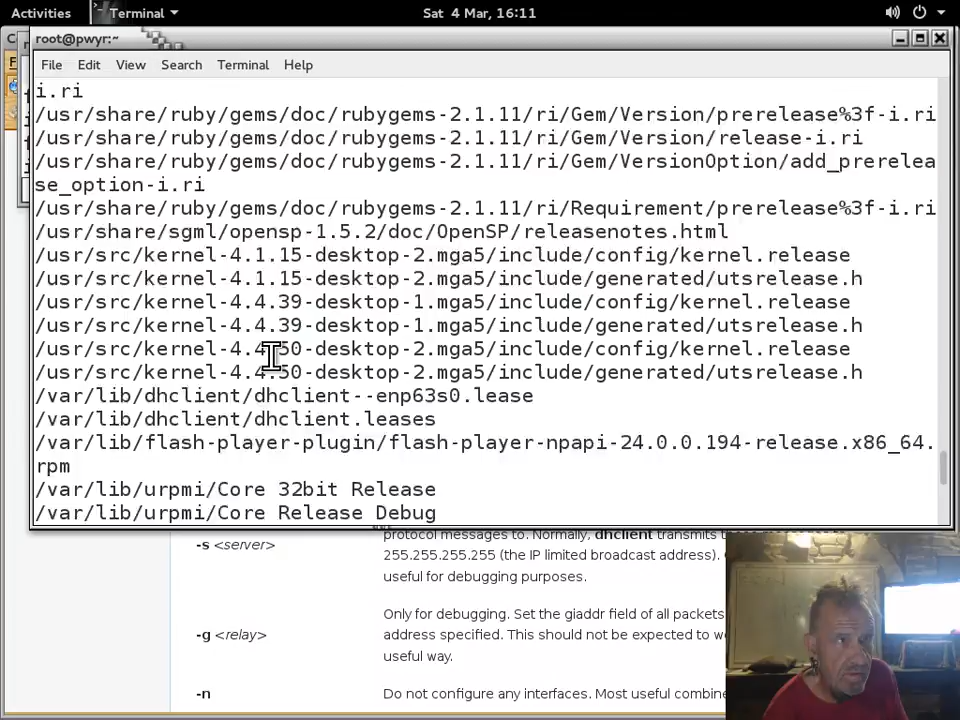 Activities Terminal Sat 4 Mar, 16:11
root@pwyr:~
File Edit View Search Terminal Help
i.ri
/usr/share/ruby/gems/doc/rubygems-2.1.11/ri/Gem/Version/prerelease%3f-i.ri
/usr/share/ruby/gems/doc/rubygems-2.1.11/ri/Gem/Version/release-i.ri
/usr/share/ruby/gems/doc/rubygems-2.1.11/ri/Gem/VersionOption/add_prerelea
se_option-i.ri
/usr/share/ruby/gems/doc/rubygems-2.1.11/ri/Requirement/prerelease%3f-i.ri
/usr/share/sgml/opensp-1.5.2/doc/OpenSP/releasenotes.html
/usr/src/kernel-4.1.15-desktop-2.mga5/include/config/kernel.release
/usr/src/kernel-4.1.15-desktop-2.mga5/include/generated/utsrelease.h
/usr/src/kernel-4.4.39-desktop-1.mga5/include/config/kernel.release
/usr/src/kernel-4.4.39-desktop-1.mga5/include/generated/utsrelease.h
/usr/src/kernel-4.4.50-desktop-2.mga5/include/config/kernel.release
/usr/src/kernel-4.4.50-desktop-2.mga5/include/generated/utsrelease.h
/var/lib/dhclient/dhclient--enp63s0.lease
/var/lib/dhclient/dhclient.leases
/var/lib/flash-player-plugin/flash-player-npapi-24.0.0.194-release.x86_64.
rpm
/var/lib/urpmi/Core 32bit Release
/var/lib/urpmi/Core Release Debug
protocol messages to. Normally, dhclient transmits
-s <server> 255.255.255.255 (the IP limited broadcast address).
useful for debugging purposes.
Only for debugging. Set the giaddr field of all packets
-g <relay> address specified. This should not be expected to
useful way.
-n Do not configure any interfaces. Most useful